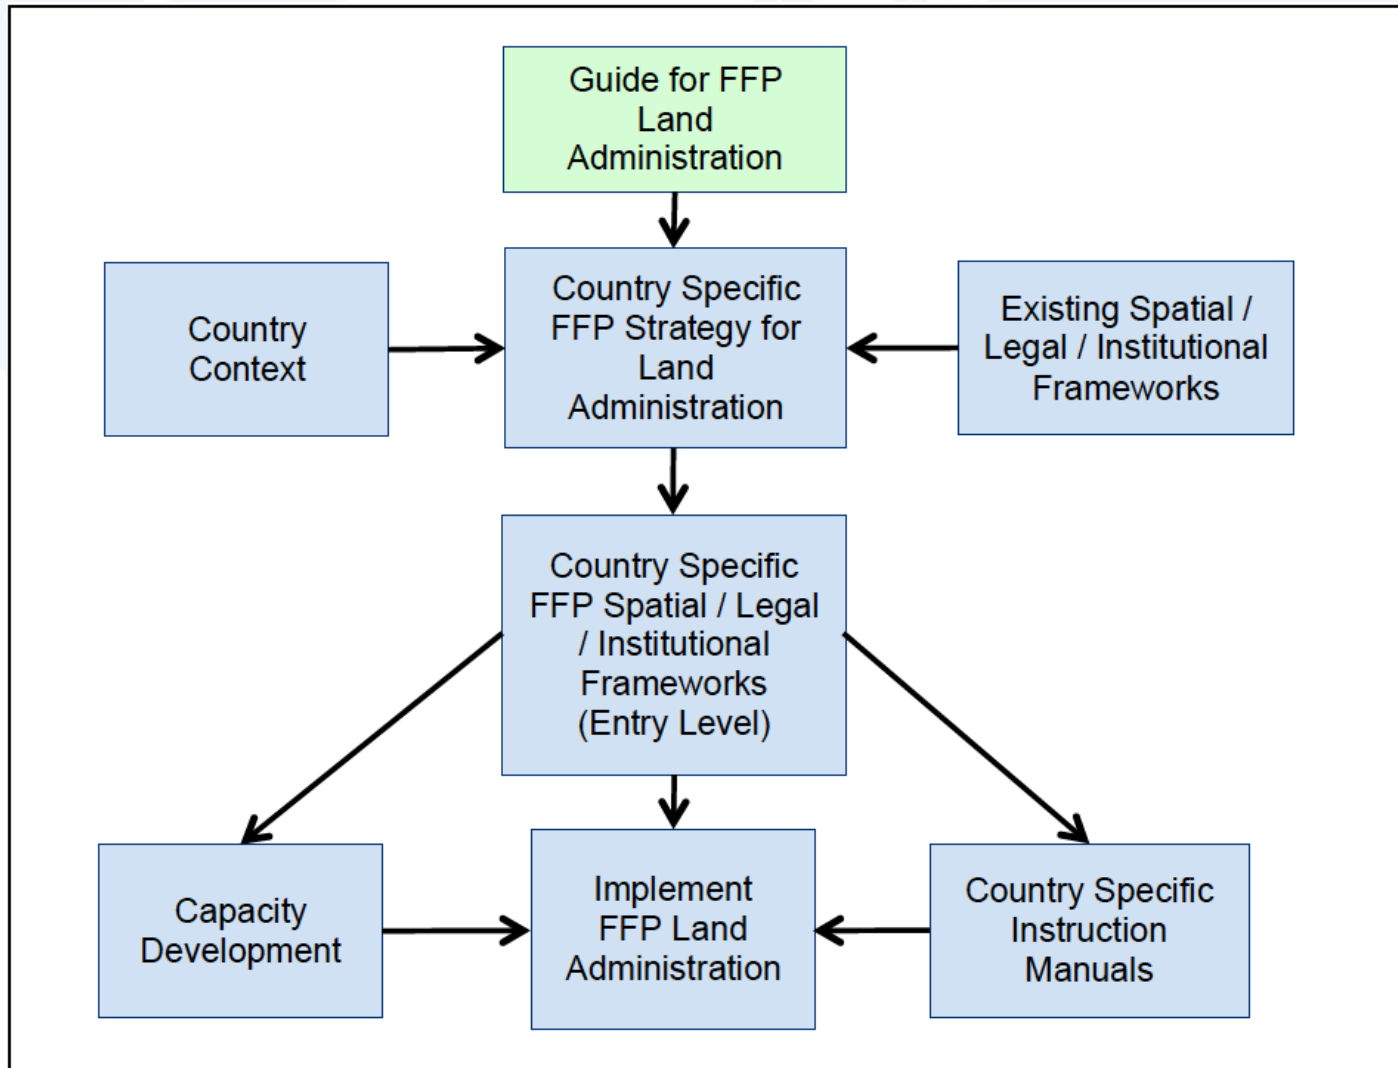 Guide for FFP
Land
Administration
Country
Context
Country Specific
FFP Strategy for
Land
Administration
Existing Spatial /
Legal / Institutional
Frameworks
Country Specific
FFP Spatial / Legal
/ Institutional
Frameworks
(Entry Level)
Capacity
Development
Implement
FFP Land
Administration
Country Specific
Instruction
Manuals